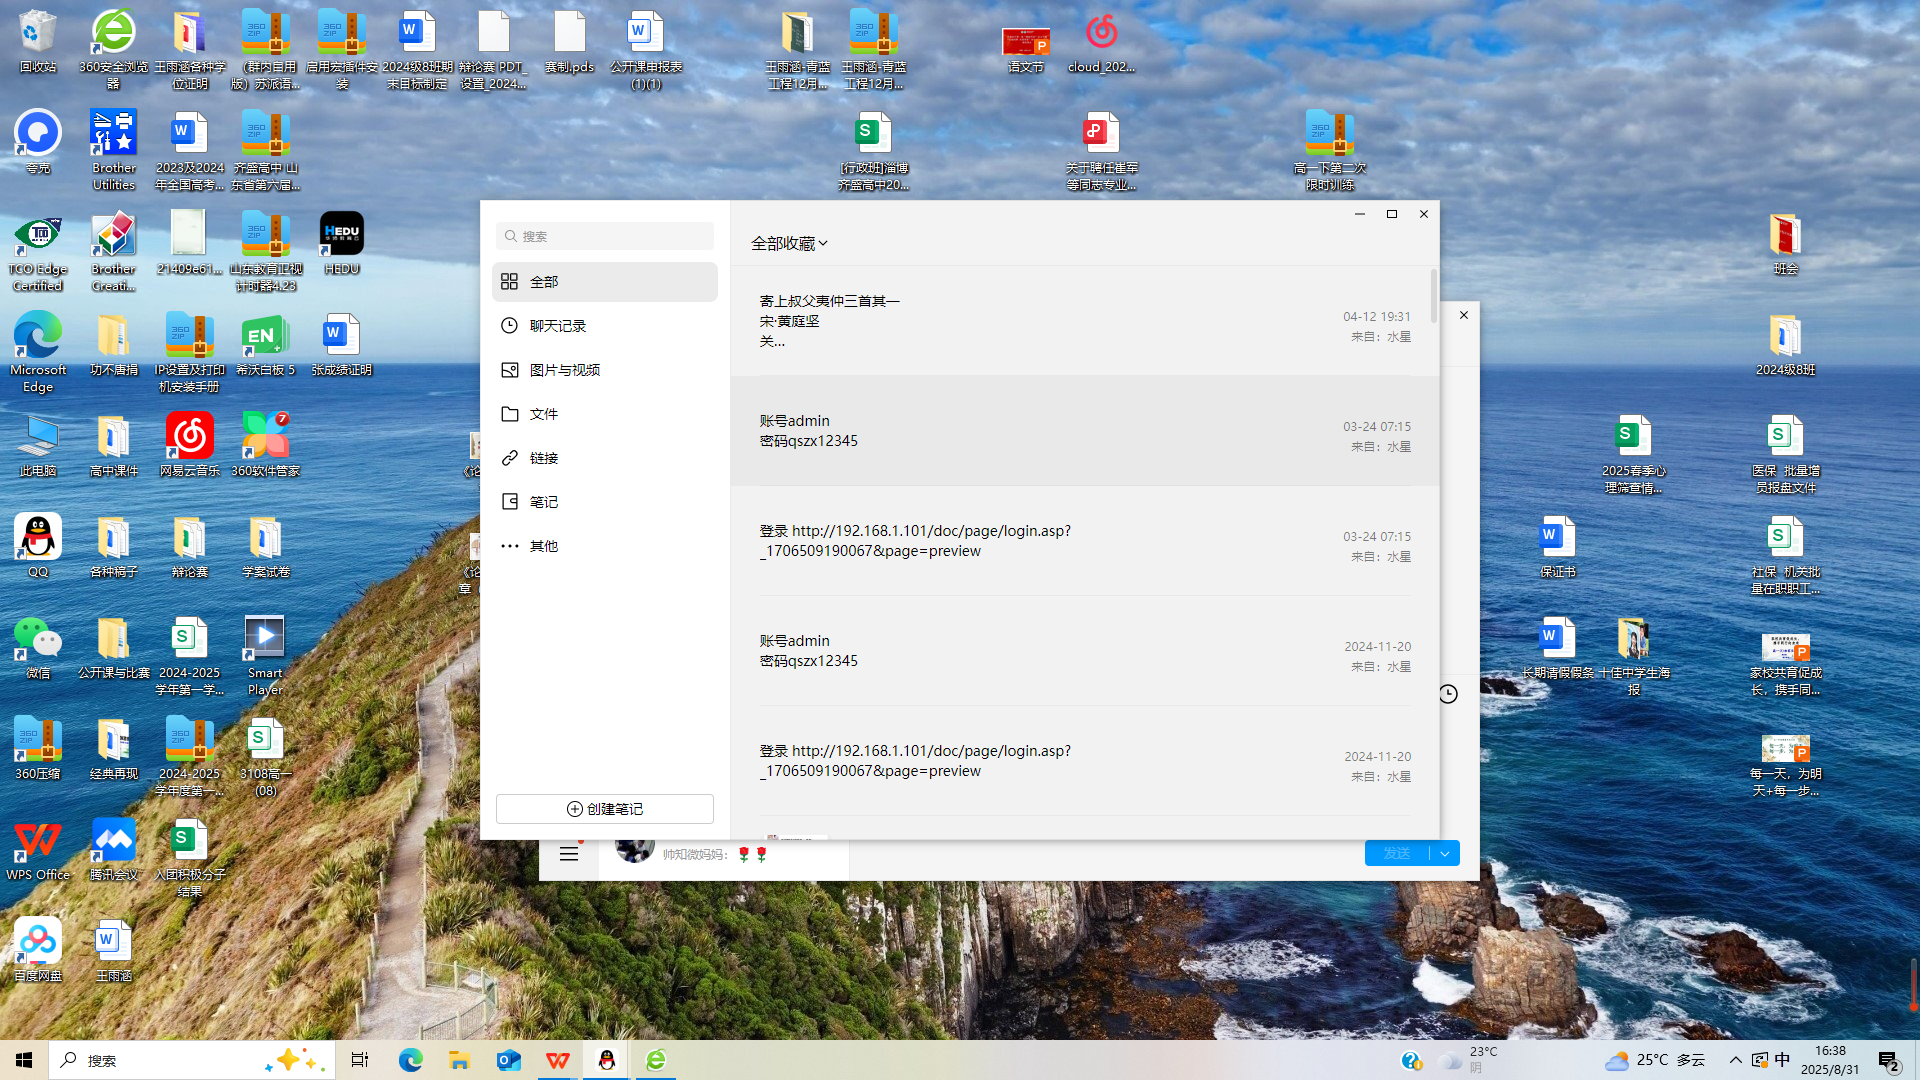 回收站
360安全浏览
器
王雨涵各种学
位证明
(群内自用
版）苏派语...
启用宏插件安
装
2024级8班期
末目标制定
辩论赛 PDT_
设置_2024...
赛制.pds
公开课申报表
(1)(1)
王雨涵-青蓝
工程12月...
王雨涵-青蓝
工程12月...
语文节
cloud_202...
夸克
Brother
Utilities
2023及2024
年全国高考...
齐盛高中 山
东省第六届...
[行政班]淄博
齐盛高中20...
关于聘任崔军
等同志专业...
高一下第二次
限时训练
TCO Edge
Certified
Brother
Creati...
21409e61...
山东教育卫视
计时器4.23
HEDU
班会
Microsoft
Edge
功不唐捐
IP设置及打印
机安装手册
希沃白板 5
张成绩证明
2024级8班
此电脑
高中课件
网易云音乐
360软件管家
2025春季心
理筛查情...
医保_批量增
员报盘文件
QQ
各种稿子
辩论赛
学案试卷
保证书
社保_机关批
量在职职工...
微信
公开课与比赛
2024-2025
学年第一学...
Smart
Player
长期请假假条
十佳中学生海
报
家校共育促成
长，携手同...
360压缩
经典再现
2024-2025
学年度第一...
3108高一
(08)
每一天，为明
天+每一步...
WPS Office
腾讯会议
入团积极分子
结果
百度网盘
王雨涵
搜索
全部
聊天记录
图片与视频
文件
链接
笔记
其他
创建笔记
全部收藏
寄上叔父夷仲三首其一
宋·黄庭坚
关...
04-12 19:31
来自：水星
账号admin
密码qszx12345
03-24 07:15
来自：水星
登录 http://192.168.1.101/doc/page/login.asp?
_1706509190067&page=preview
03-24 07:15
来自：水星
账号admin
密码qszx12345
2024-11-20
来自：水星
登录 http://192.168.1.101/doc/page/login.asp?
_1706509190067&page=preview
2024-11-20
来自：水星
帅知微妈妈：🌹🌹
发送
搜索
23°C
阴
25°C 多云
中
16:38
2025/8/31
2